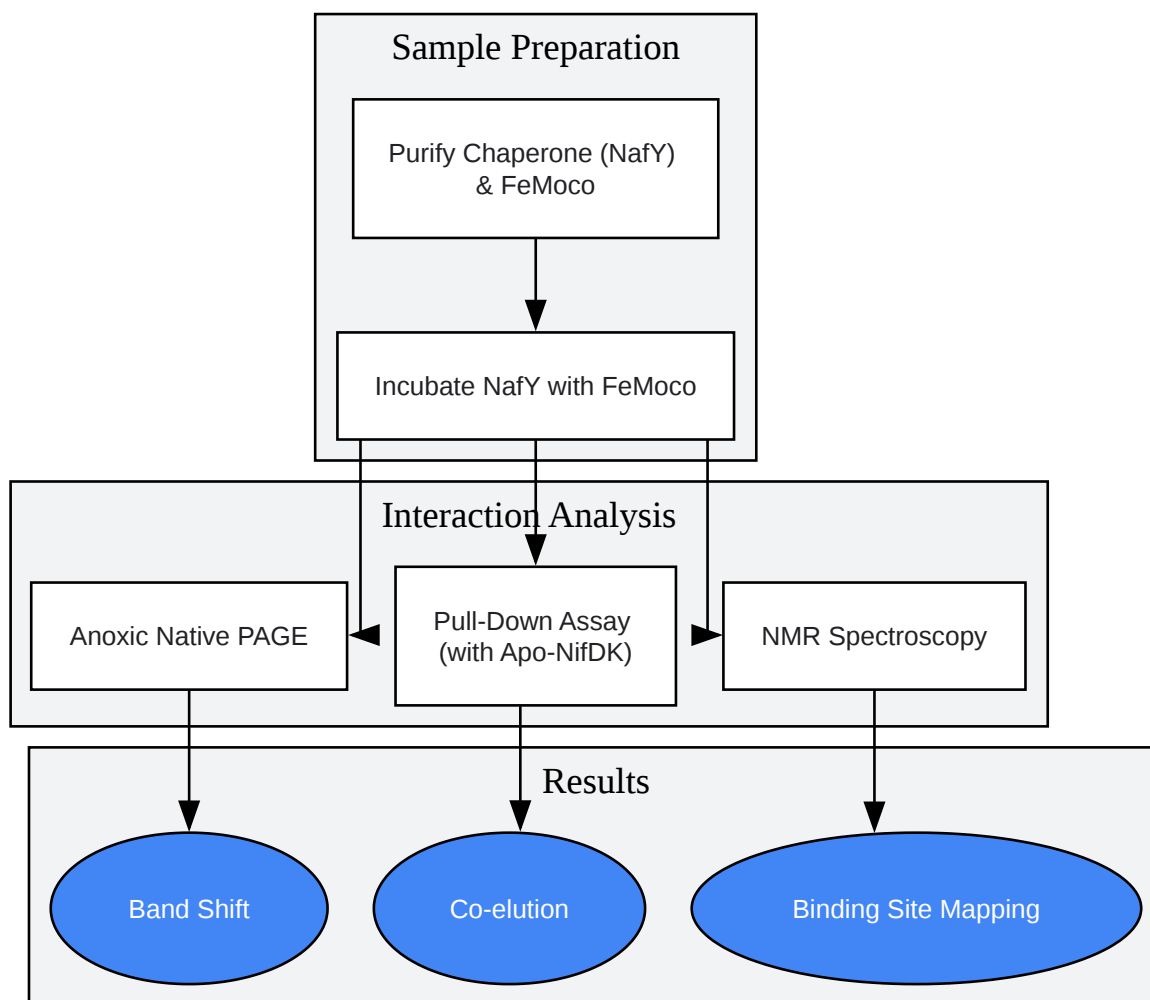 Sample Preparation
Purify Chaperone (NafY)
& FeMoco
Incubate NafY with FeMoco
Interaction Analysis
Anoxic Native PAGE
Pull-Down Assay
(with Apo-NifDK)
NMR Spectroscopy
Results
Band Shift
Co-elution
Binding Site Mapping